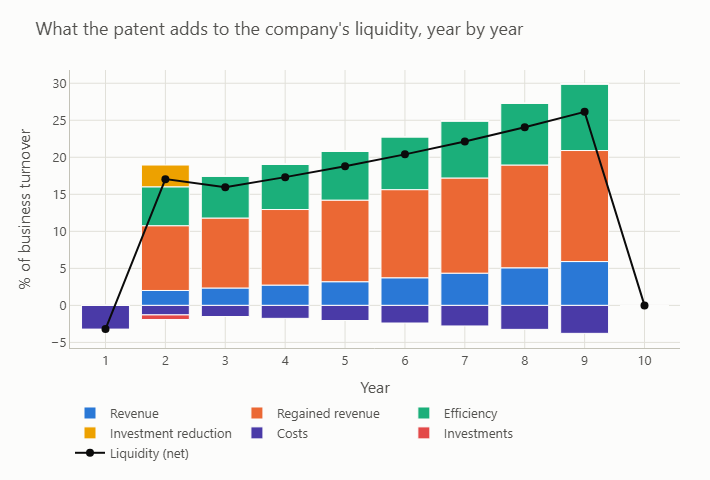 What the patent adds to the company's liquidity, year by year
30
25
20
15
10
5
0
−5
% of business turnover
1 2 3 4 5 6 7 8 9 10
Year
Revenue Regained revenue Efficiency
Investment reduction Costs Investments
Liquidity (net)